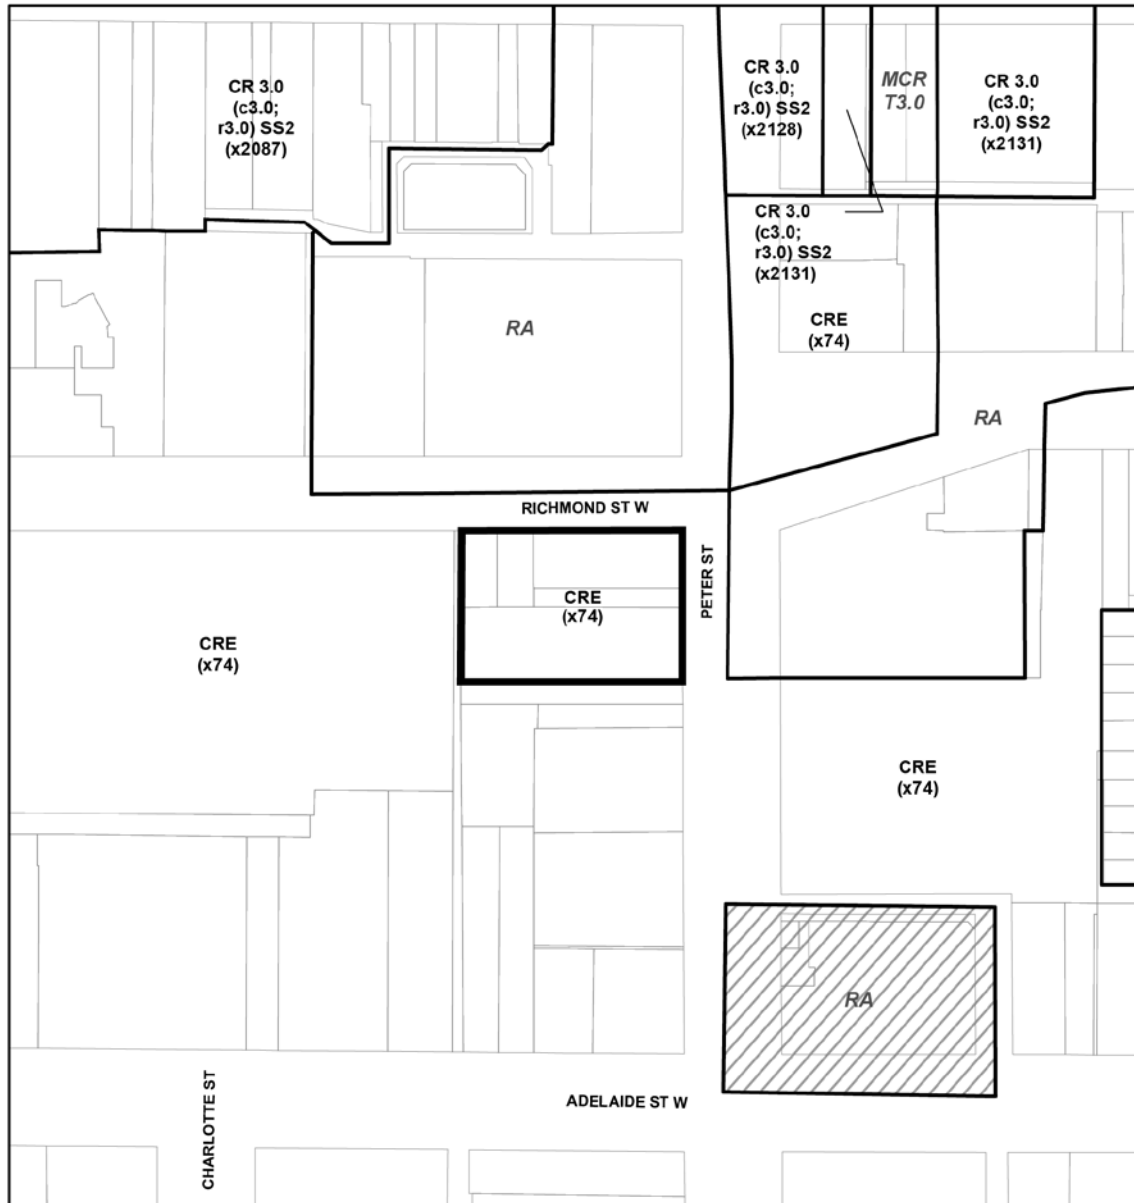 CR 3.0
(c3.0;
r3.0) SS2
(x2087)
CR 3.0
(c3.0;
r3.0) SS2
(x2128)
MCR
T3.0
CR 3.0
(c3.0;
r3.0) SS2
(x2131)
CR 3.0
(c3.0;
r3.0) SS2
(x2131)
CRE
(x74)
RA
RA
RICHMOND ST W
PETER ST
CRE
(x74)
CRE
(x74)
CRE
(x74)
RA
ADELAIDE ST W
CHARLOTTE ST